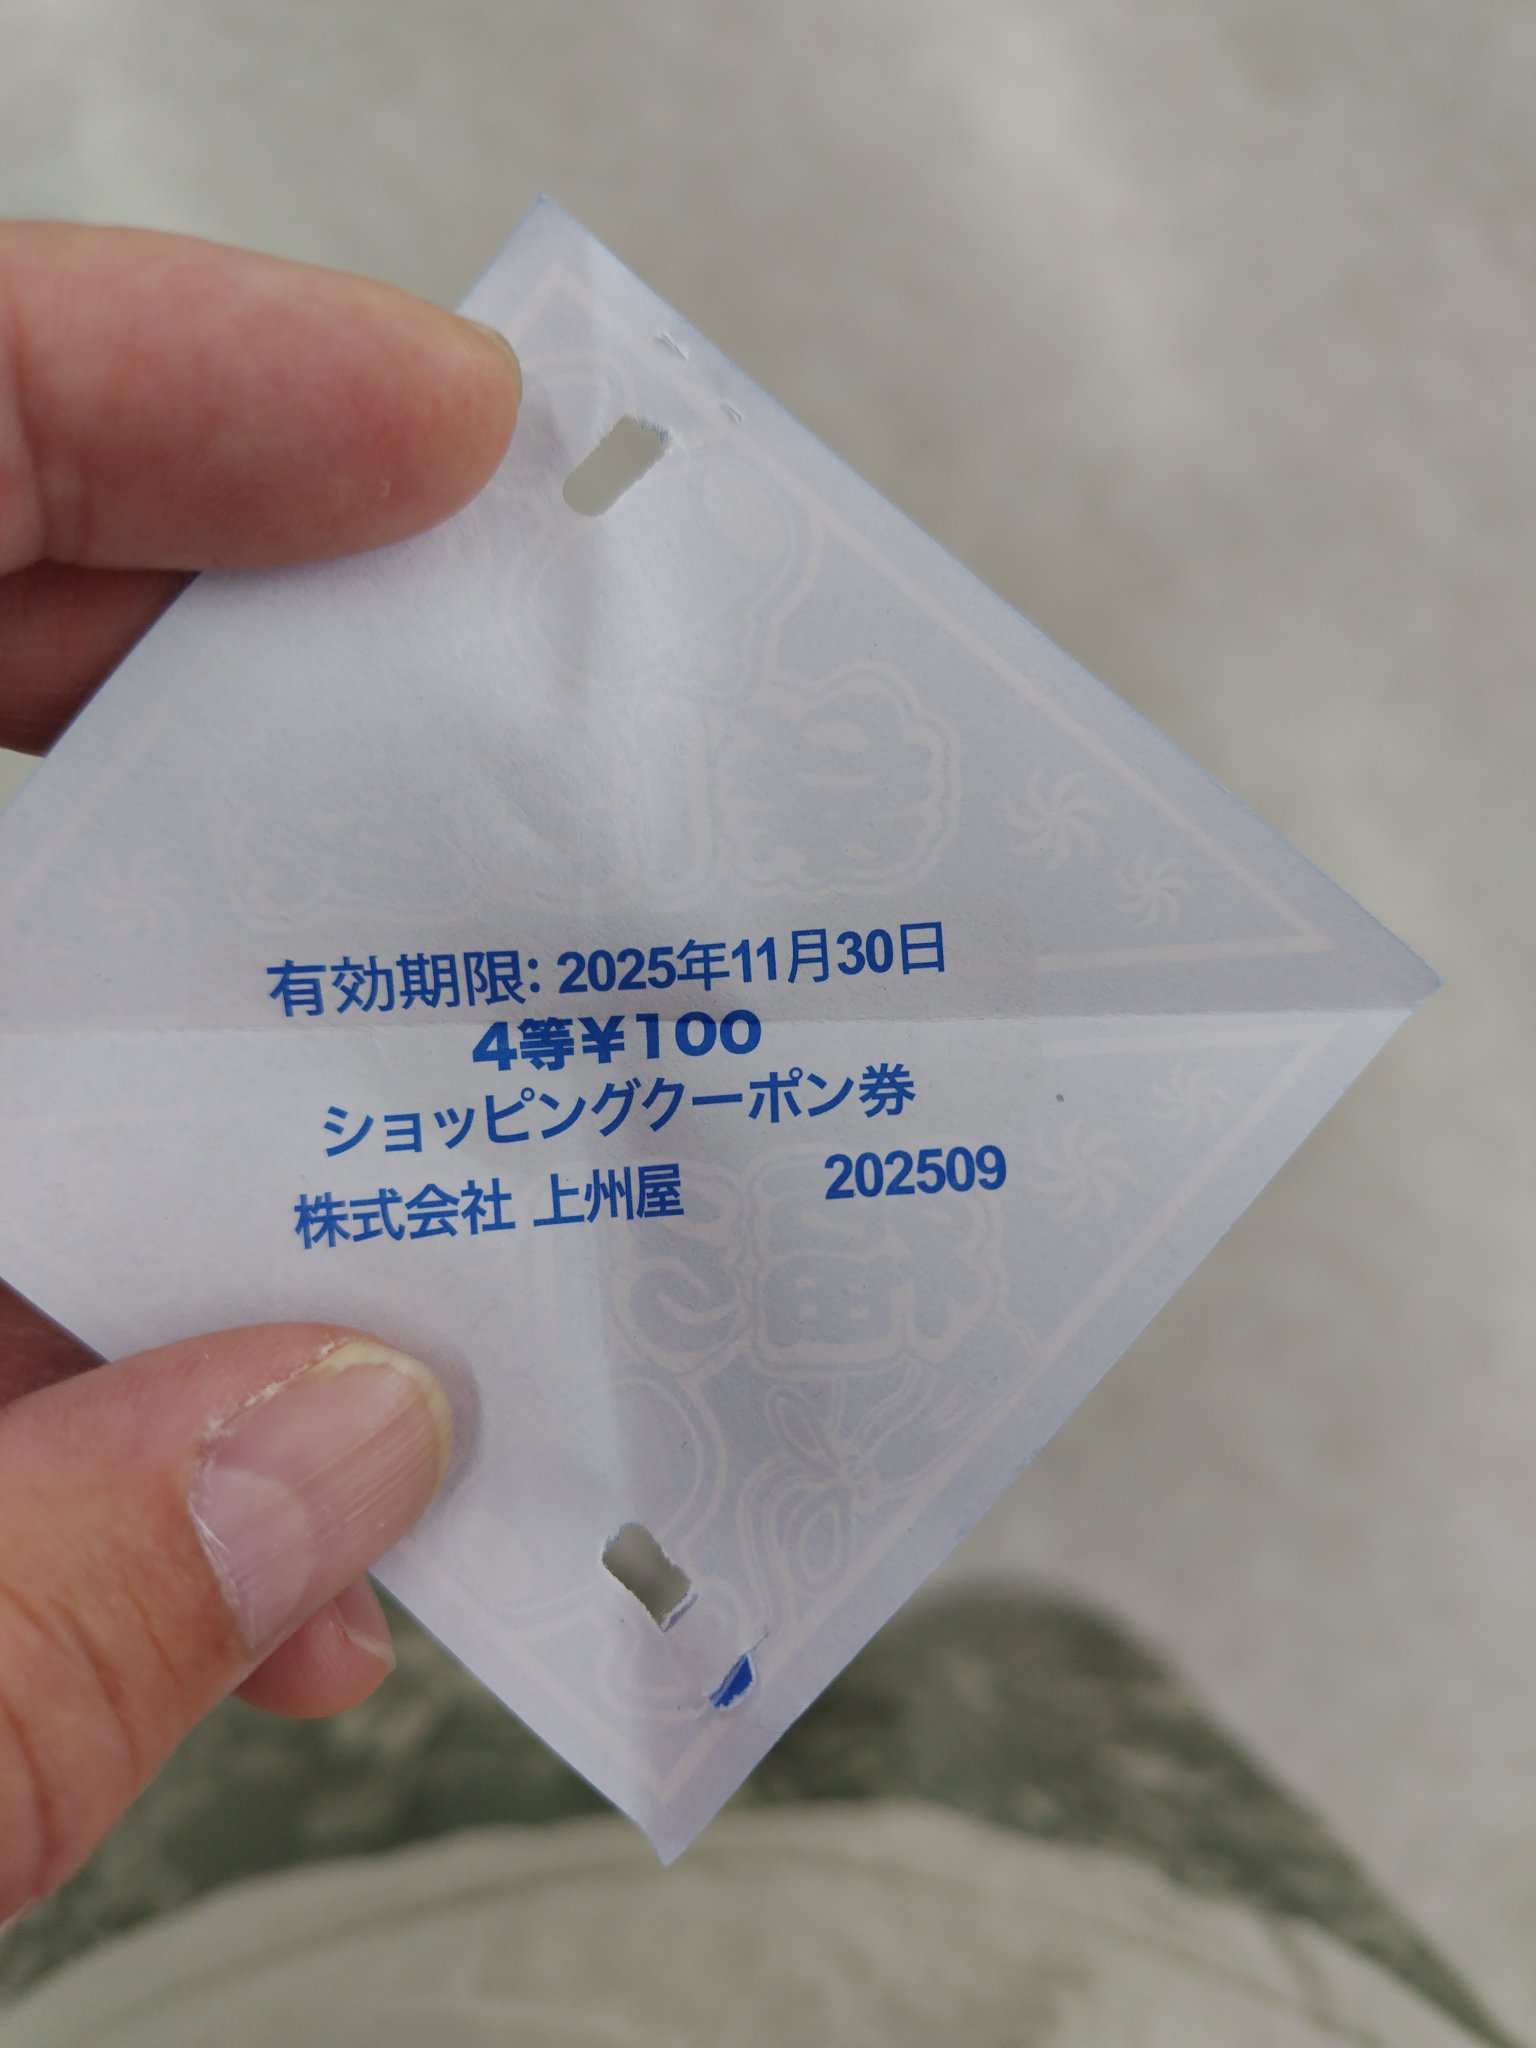 有効期限: 2025年11月30日
4等¥100
ショッピングクーポン券
株式会社 上州屋 202509